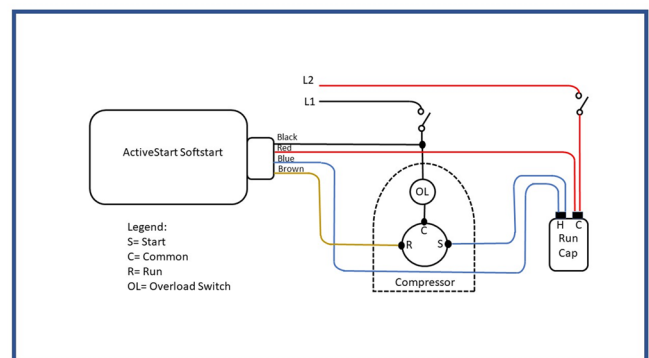 L2
L1
Black
Red
Blue
Brown
ActiveStart Softstart
OL
C
R
S
Compressor
H C
Run
Cap
Legend:
S= Start
C= Common
R= Run
OL= Overload Switch